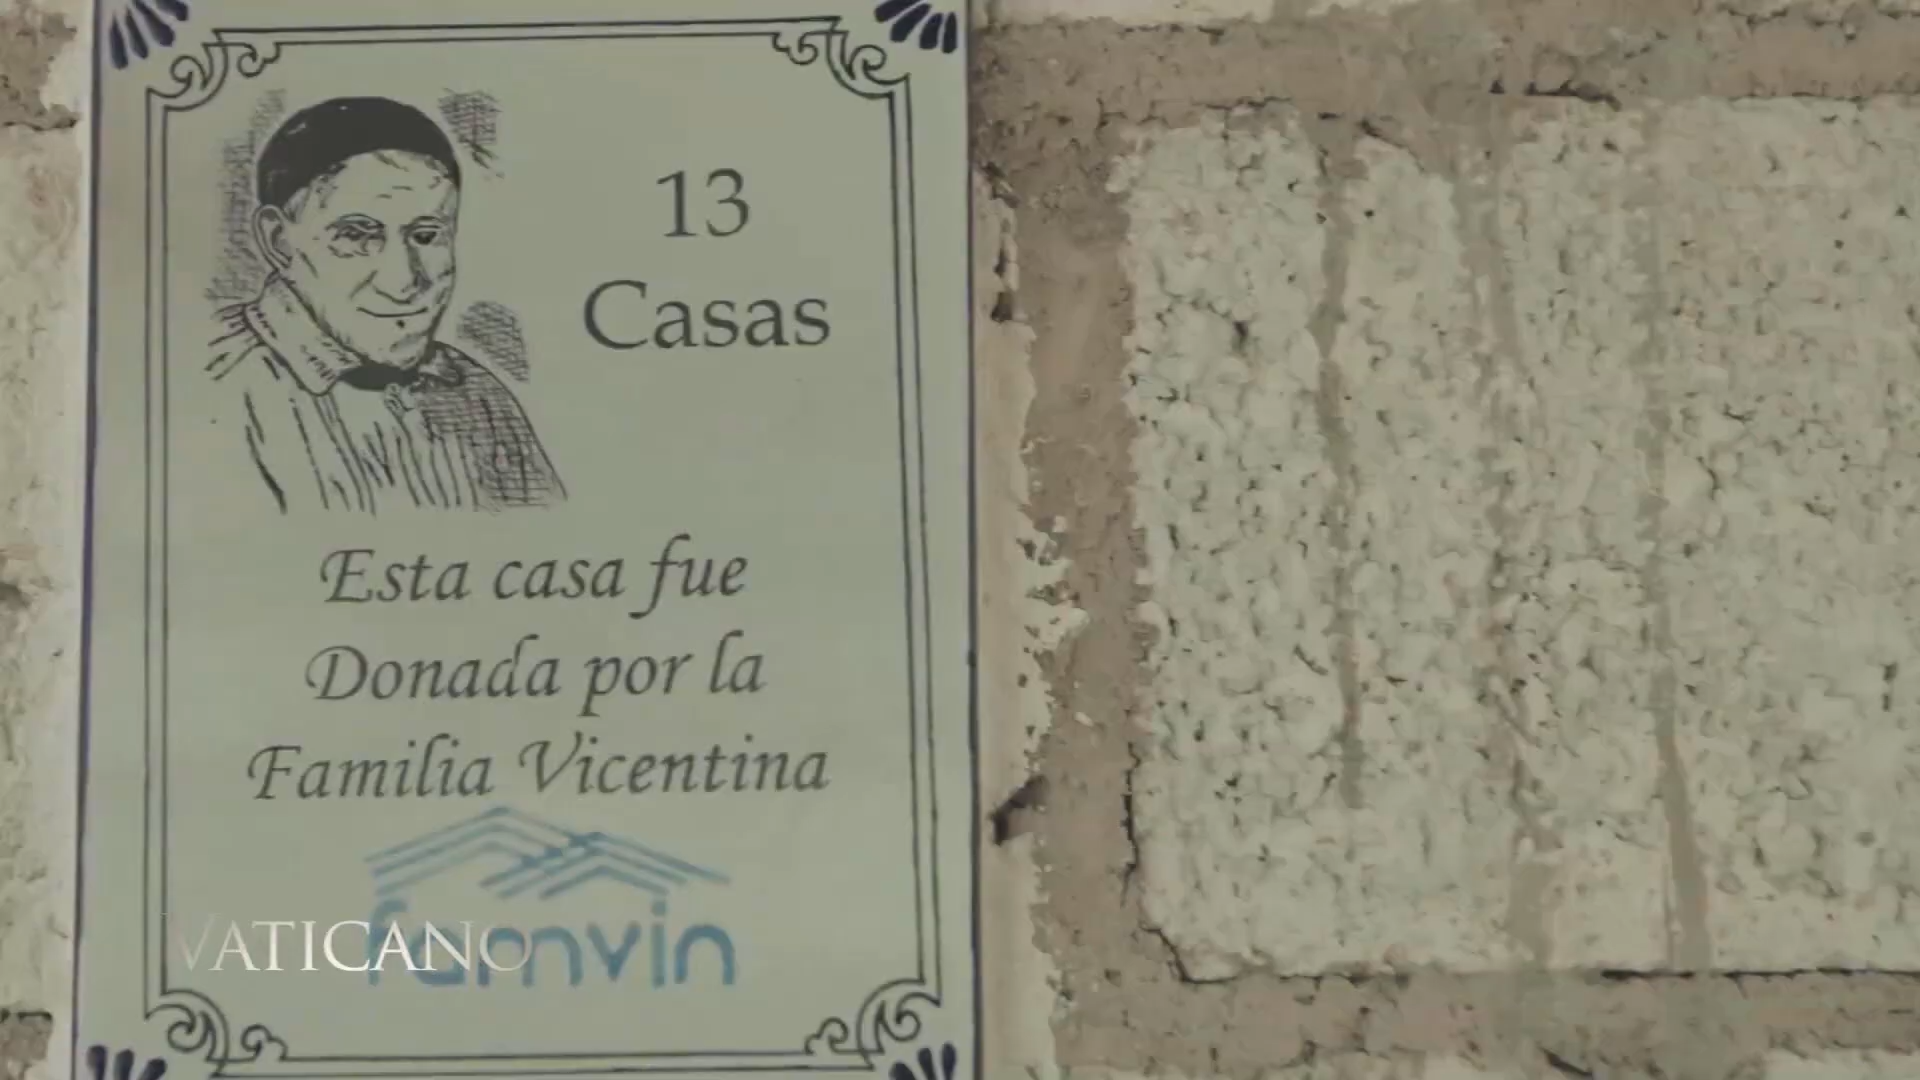 13
Casas
Esta casa fue
Donada por la
Familia Vicentina
famvin
VATICANO